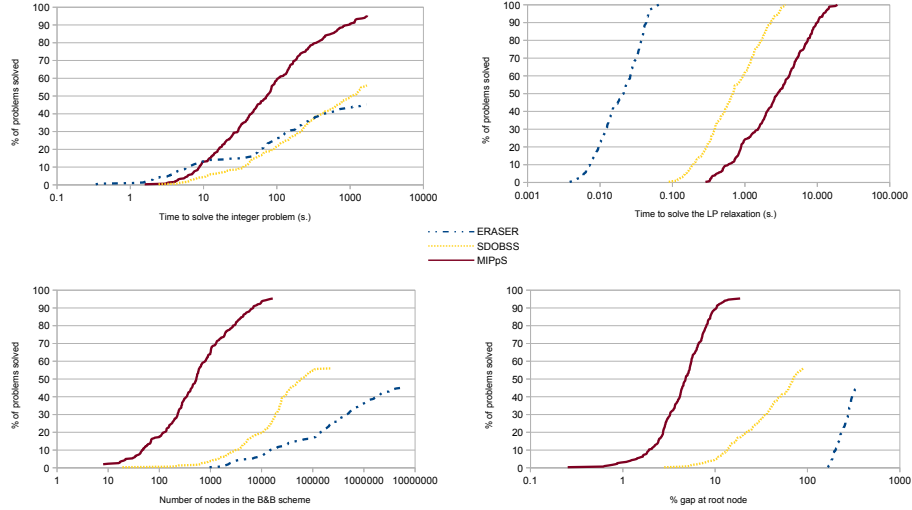 100
90
80
70
60
50
40
30
20
10
0
% of problems solved
0.1 1 10 100 1000 10000
Time to solve the integer problem (s.)
100
90
80
70
60
50
40
30
20
10
0
% of problems solved
0.001 0.010 0.100 1.000 10.000 100.000
Time to solve the LP relaxation (s.)
ERASER
SDOBSS
MIPpS
100
90
80
70
60
50
40
30
20
10
0
% of problems solved
1 10 100 1000 10000 100000 1000000 10000000
Number of nodes in the B&B scheme
100
90
80
70
60
50
40
30
20
10
0
% of problems solved
0.1 1 10 100 1000
% gap at root node